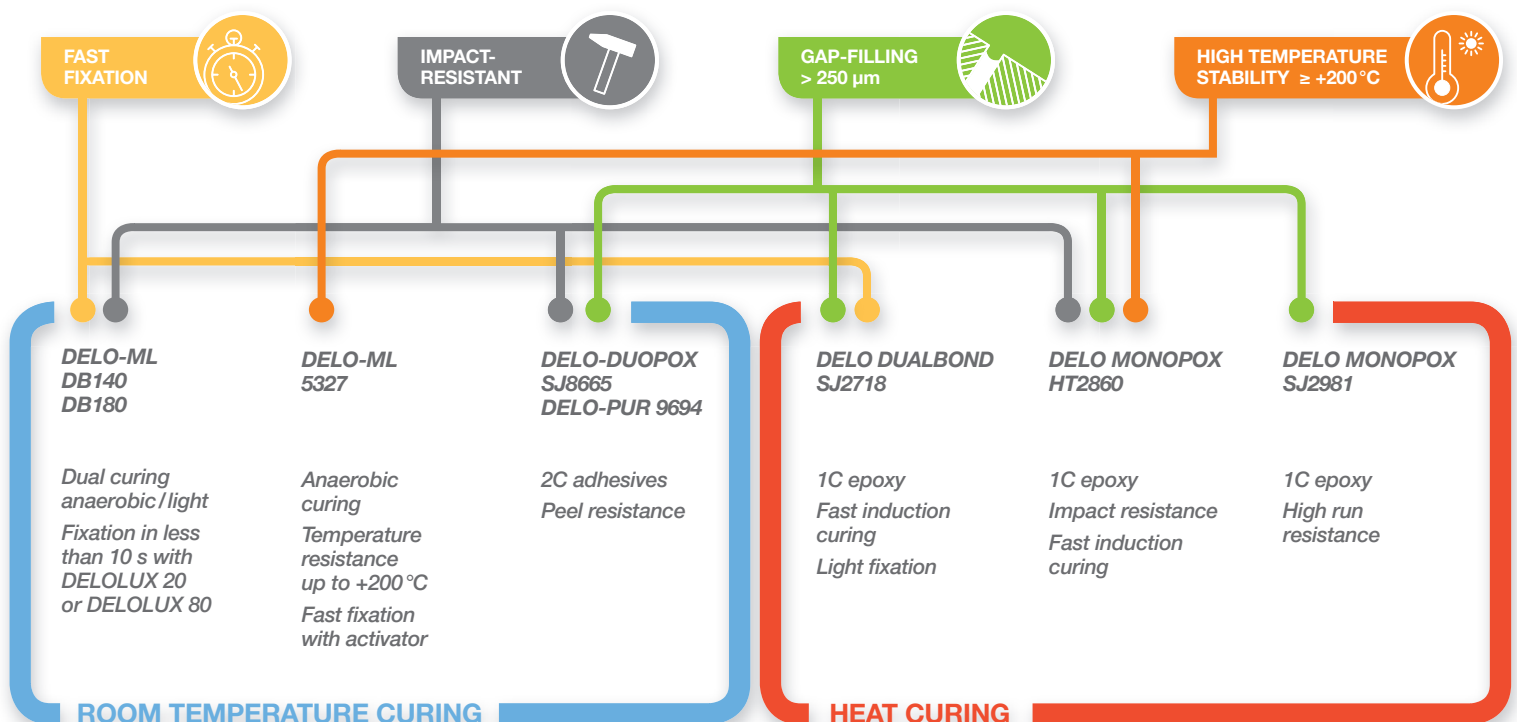 FAST
FIXATION
IMPACT-
RESISTANT
GAP-FILLING
> 250 µm
HIGH TEMPERATURE
STABILITY ≥ +200 °C
DELO-ML
DB140
DB180
Dual curing
anaerobic / light
Fixation in less
than 10 s with
DELOLUX 20
or DELOLUX 80
DELO-ML
5327
Anaerobic
curing
Temperature
resistance
up to +200 °C
Fast fixation
with activator
DELO-DUOPOX
SJ8665
DELO-PUR 9694
2C adhesives
Peel resistance
ROOM TEMPERATURE CURING
DELO DUALBOND
SJ2718
1C epoxy
Fast induction
curing
Light fixation
DELO MONOPOX
HT2860
1C epoxy
Impact resistance
Fast induction
curing
DELO MONOPOX
SJ2981
1C epoxy
High run
resistance
HEAT CURING